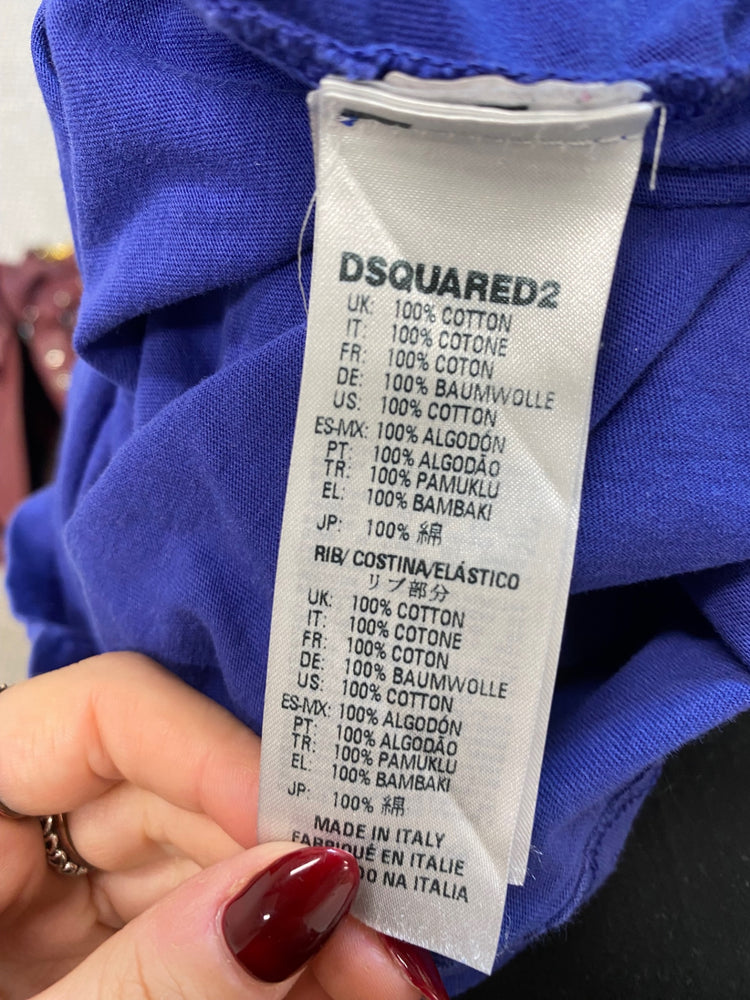 DSQUARED2
UK: 100% COTTON
IT: 100% COTONE
FR: 100% COTON
DE: 100% BAUMWOLLE
US: 100% COTTON
ES-MX: 100% ALGODÓN
PT: 100% ALGODÃO
TR: 100% PAMUKLU
EL: 100% BAMBAKI
JP: 100% 綿
RIB/ COSTINA/ELÁSTICO
リブ部分
UK: 100% COTTON
IT: 100% COTONE
FR: 100% COTON
DE: 100% BAUMWOLLE
US: 100% COTTON
ES-MX: 100% ALGODÓN
PT: 100% ALGODÃO
TR: 100% PAMUKLU
EL: 100% BAMBAKI
JP: 100% 綿
MADE IN ITALY
FABRIQUÉ EN ITALIE
NA ITALIA